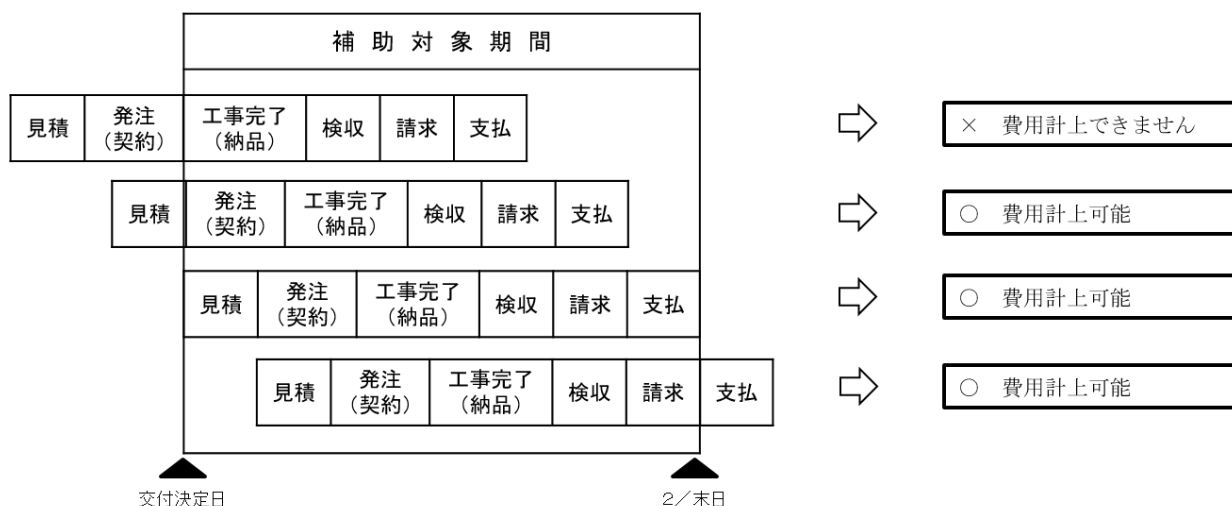 補助対象期間
見積
発注
（契約）
工事完了
（納品）
検収
請求
支払
× 費用計上できません
見積
発注
（契約）
工事完了
（納品）
検収
請求
支払
○ 費用計上可能
見積
発注
（契約）
工事完了
（納品）
検収
請求
支払
○ 費用計上可能
見積
発注
（契約）
工事完了
（納品）
検収
請求
支払
○ 費用計上可能
交付決定日
2／末日